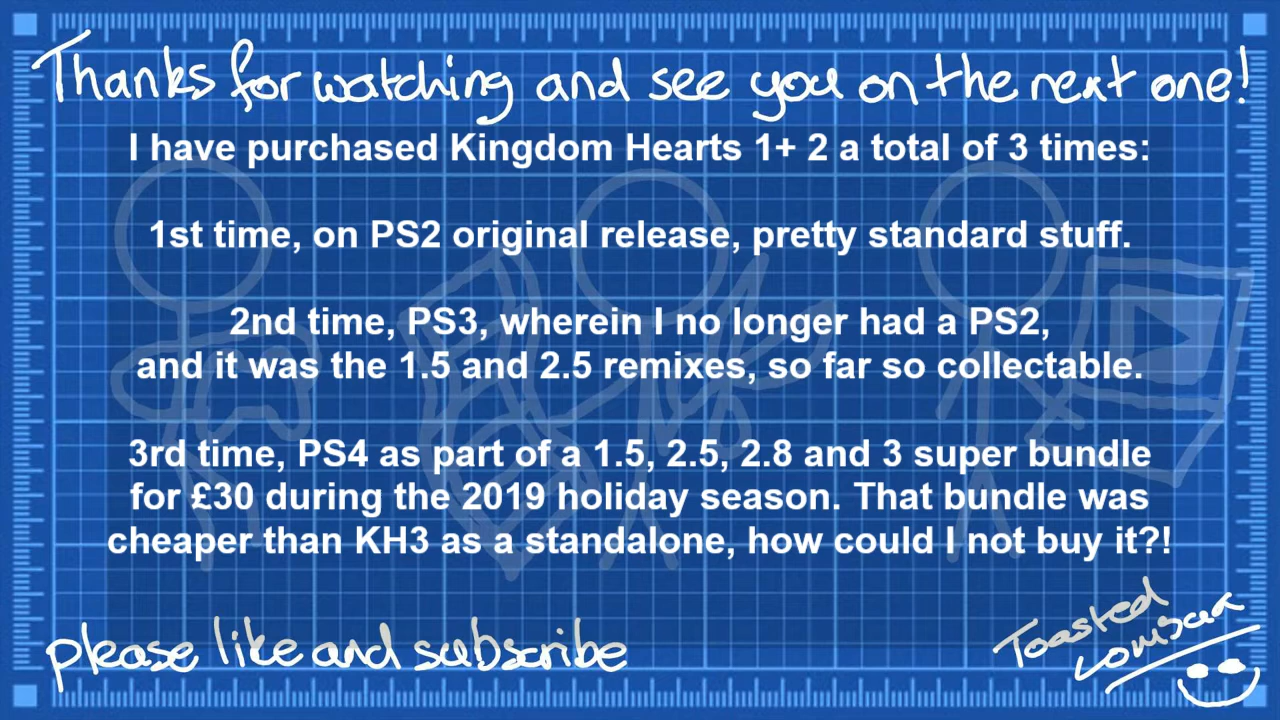 Thanks for watching and see you on the next one!
I have purchased Kingdom Hearts 1+ 2 a total of 3 times:
1st time, on PS2 original release, pretty standard stuff.
2nd time, PS3, wherein I no longer had a PS2,
and it was the 1.5 and 2.5 remixes, so far so collectable.
3rd time, PS4 as part of a 1.5, 2.5, 2.8 and 3 super bundle
for £30 during the 2019 holiday season. That bundle was
cheaper than KH3 as a standalone, how could I not buy it?!
please like and subscribe
Toasted